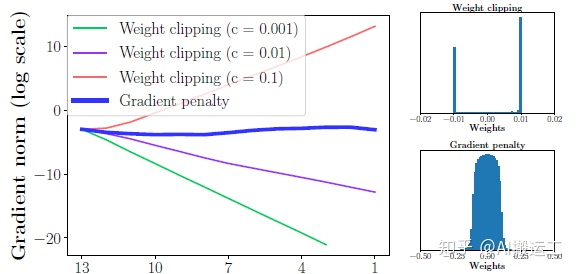 Gradient norm (log scale)
10
0
−10
−20
Weight clipping (c = 0.001)
Weight clipping (c = 0.01)
Weight clipping (c = 0.1)
Gradient penalty
13
10
7
4
1
Weight clipping
−0.02
−0.01
0.00
0.01
0.02
Weights
Gradient penalty
−0.50
−0.25
0.00
0.25
0.50
Weights
知乎 @AI搬运工